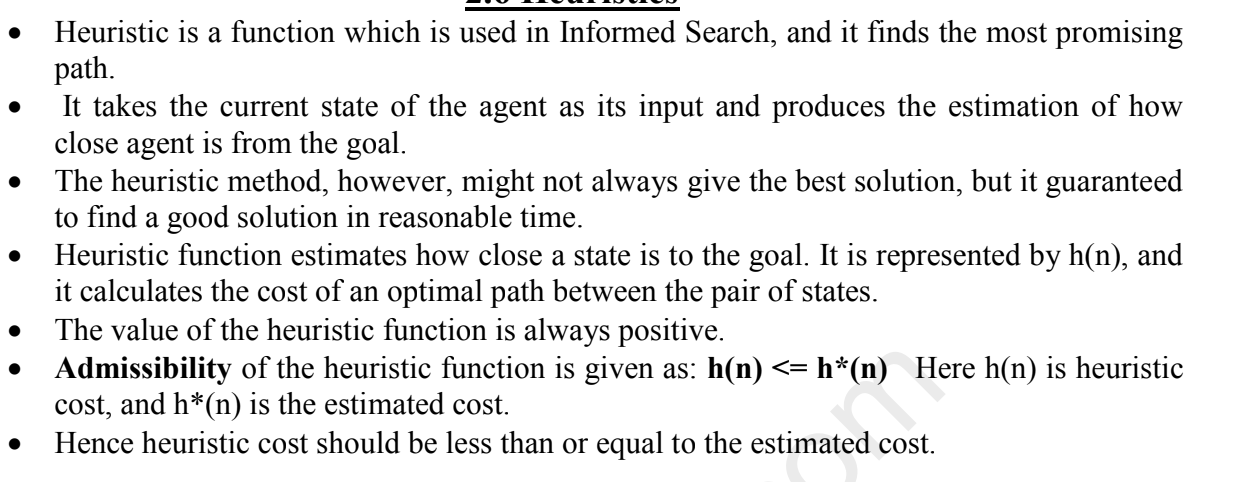 • Heuristic is a function which is used in Informed Search, and it finds the most promising
path.
• It takes the current state of the agent as its input and produces the estimation of how
close agent is from the goal.
• The heuristic method, however, might not always give the best solution, but it guaranteed
to find a good solution in reasonable time.
• Heuristic function estimates how close a state is to the goal. It is represented by h(n), and
it calculates the cost of an optimal path between the pair of states.
• The value of the heuristic function is always positive.
• Admissibility of the heuristic function is given as: h(n) <= h*(n) Here h(n) is heuristic
cost, and h*(n) is the estimated cost.
• Hence heuristic cost should be less than or equal to the estimated cost.
om